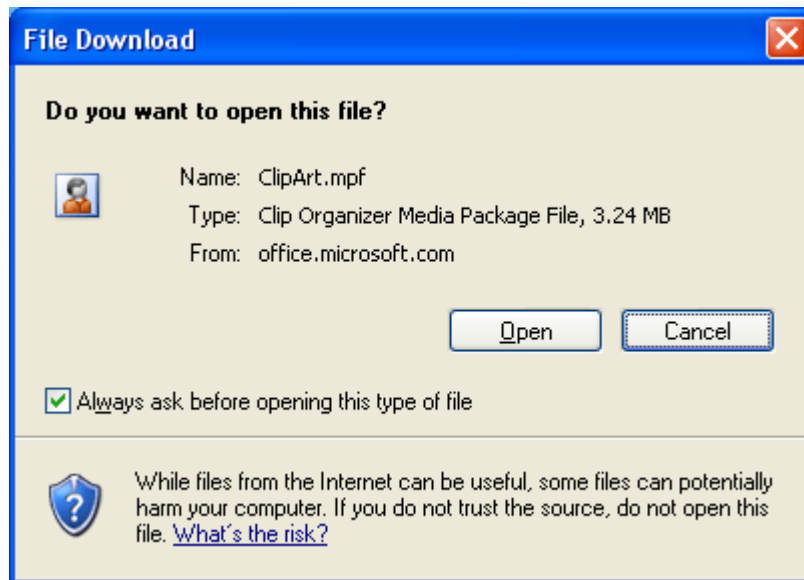 File Download
Do you want to open this file?
Name: ClipArt.mpf
Type: Clip Organizer Media Package File, 3.24 MB
From: office.microsoft.com
Open Cancel
Always ask before opening this type of file
While files from the Internet can be useful, some files can potentially
harm your computer. If you do not trust the source, do not open this
file. What's the risk?